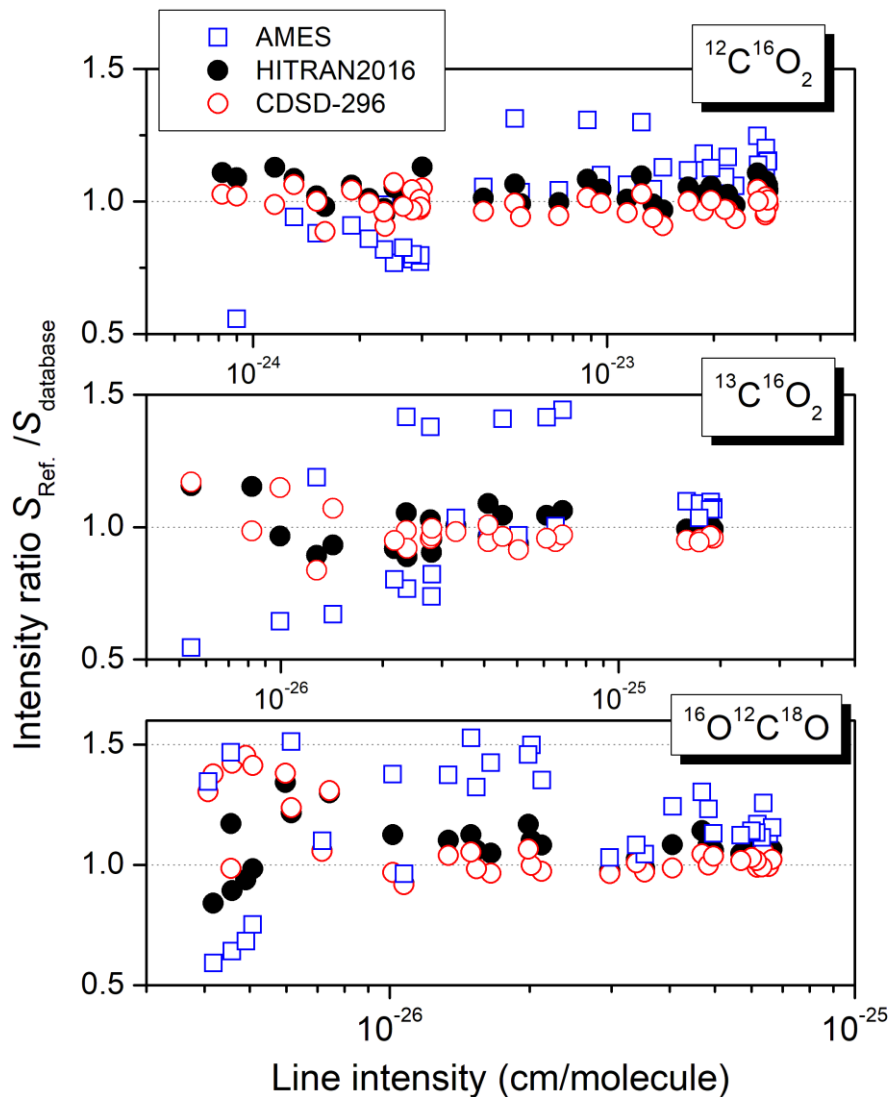 AMES
HITRAN2016
CDSD-296
¹²C¹⁶O₂
1.5
1.0
0.5
10⁻²⁴ 10⁻²³
¹³C¹⁶O₂
1.5
1.0
0.5
10⁻²⁶ 10⁻²⁵
¹⁶O¹²C¹⁸O
1.5
1.0
0.5
10⁻²⁶ 10⁻²⁵
Intensity ratio S_Ref. /S_database
Line intensity (cm/molecule)